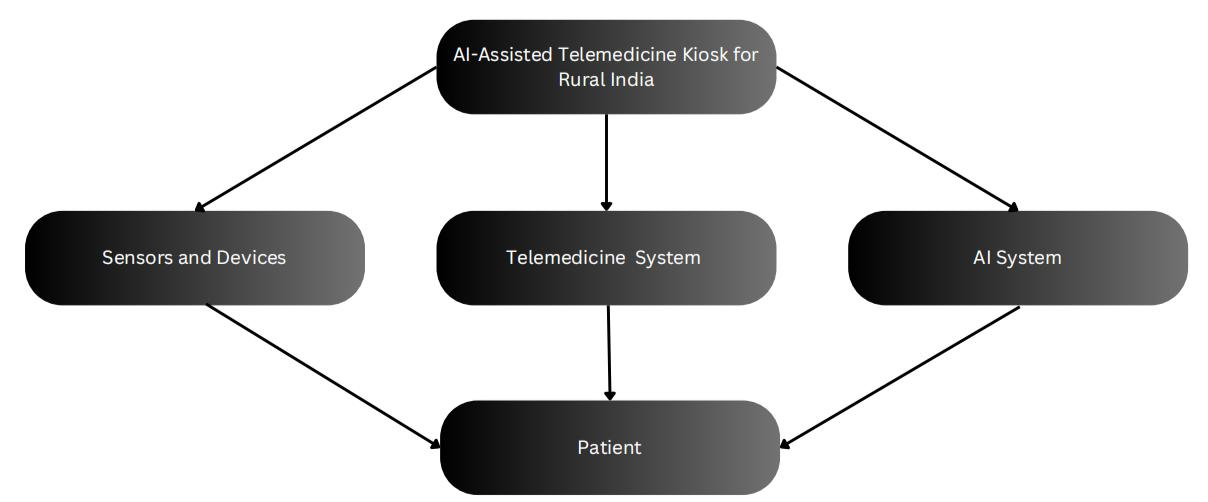 AI-Assisted Telemedicine Kiosk for
Rural India
Sensors and Devices
Telemedicine System
AI System
Patient